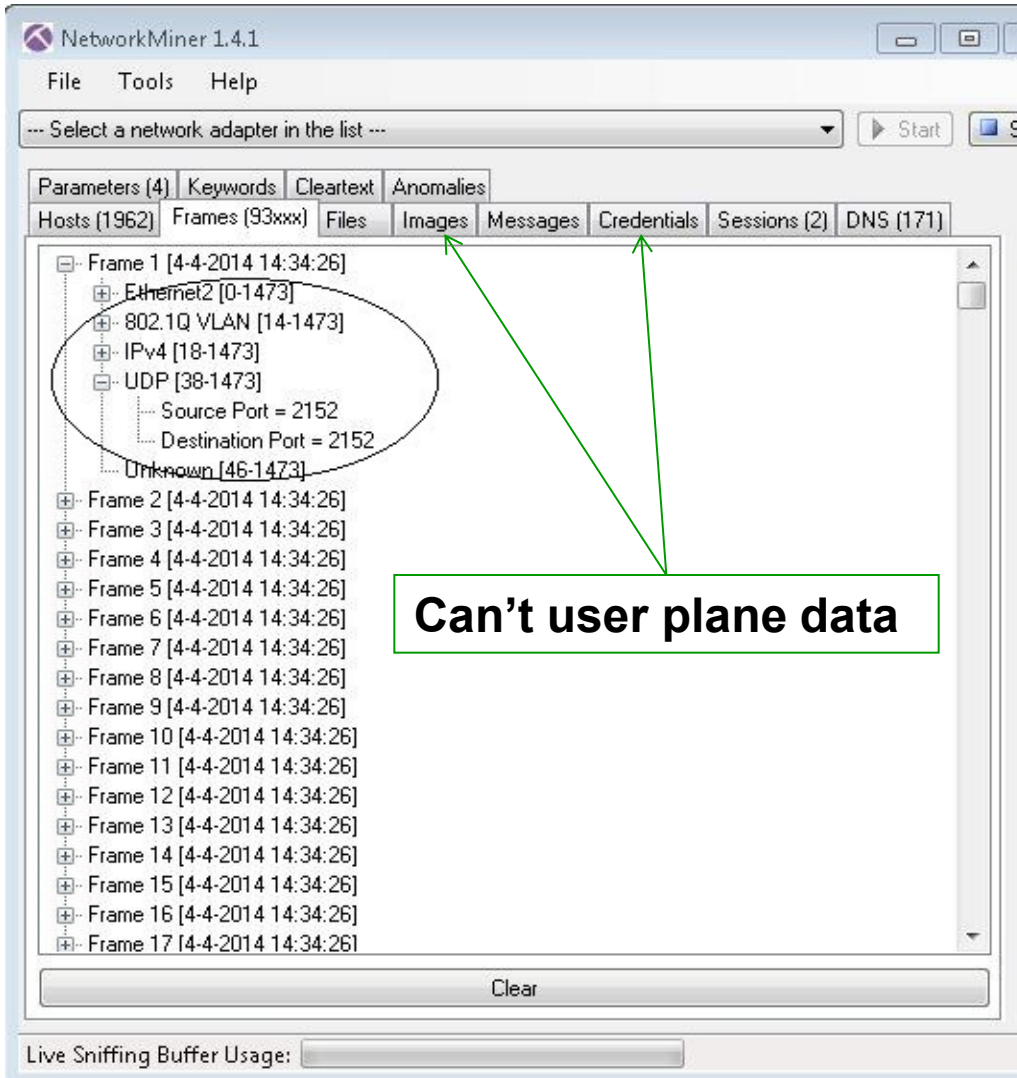 NetworkMiner 1.4.1
File Tools Help
--- Select a network adapter in the list --- Start S
Parameters (4) Keywords Cleartext Anomalies
Hosts (1962) Frames (93xxx) Files Images Messages Credentials Sessions (2) DNS (171)
Frame 1 [4-4-2014 14:34:26]
Ethernet2 [0-1473]
802.1Q VLAN [14-1473]
IPv4 [18-1473]
UDP [38-1473]
Source Port = 2152
Destination Port = 2152
Unknown [46-1473]
Frame 2 [4-4-2014 14:34:26]
Frame 3 [4-4-2014 14:34:26]
Frame 4 [4-4-2014 14:34:26]
Frame 5 [4-4-2014 14:34:26]
Frame 6 [4-4-2014 14:34:26]
Frame 7 [4-4-2014 14:34:26]
Frame 8 [4-4-2014 14:34:26]
Frame 9 [4-4-2014 14:34:26]
Frame 10 [4-4-2014 14:34:26]
Frame 11 [4-4-2014 14:34:26]
Frame 12 [4-4-2014 14:34:26]
Frame 13 [4-4-2014 14:34:26]
Frame 14 [4-4-2014 14:34:26]
Frame 15 [4-4-2014 14:34:26]
Frame 16 [4-4-2014 14:34:26]
Frame 17 [4-4-2014 14:34:26]
Can't user plane data
Clear
Live Sniffing Buffer Usage: